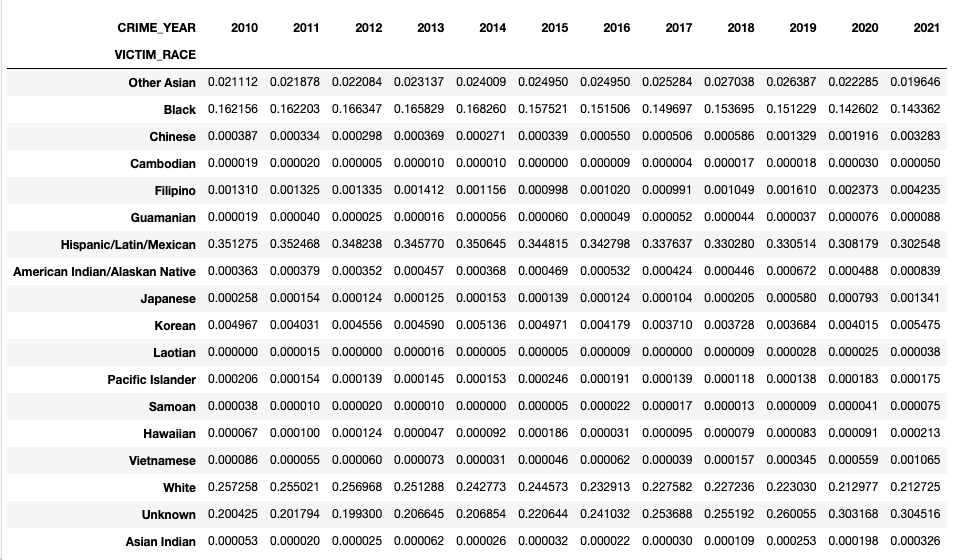 CRIME_YEAR 2010 2011 2012 2013 2014 2015 2016 2017 2018 2019 2020 2021
VICTIM_RACE
Other Asian 0.021112 0.021878 0.022084 0.023137 0.024009 0.024950 0.024950 0.025284 0.027038 0.026387 0.022285 0.019646
Black 0.162156 0.162203 0.166347 0.165829 0.168260 0.157521 0.151506 0.149697 0.153695 0.151229 0.142602 0.143362
Chinese 0.000387 0.000334 0.000298 0.000369 0.000271 0.000339 0.000550 0.000506 0.000586 0.001329 0.001916 0.003283
Cambodian 0.000019 0.000020 0.000005 0.000010 0.000010 0.000000 0.000009 0.000004 0.000017 0.000018 0.000030 0.000050
Filipino 0.001310 0.001325 0.001335 0.001412 0.001156 0.000998 0.001020 0.000991 0.001049 0.001610 0.002373 0.004235
Guamanian 0.000019 0.000040 0.000025 0.000016 0.000056 0.000060 0.000049 0.000052 0.000044 0.000037 0.000076 0.000088
Hispanic/Latin/Mexican 0.351275 0.352468 0.348238 0.345770 0.350645 0.344815 0.342798 0.337637 0.330280 0.330514 0.308179 0.302548
American Indian/Alaskan Native 0.000363 0.000379 0.000352 0.000457 0.000368 0.000469 0.000532 0.000424 0.000446 0.000672 0.000488 0.000839
Japanese 0.000258 0.000154 0.000124 0.000125 0.000153 0.000139 0.000124 0.000104 0.000205 0.000580 0.000793 0.001341
Korean 0.004967 0.004031 0.004556 0.004590 0.005136 0.004971 0.004179 0.003710 0.003728 0.003684 0.004015 0.005475
Laotian 0.000000 0.000015 0.000000 0.000016 0.000005 0.000005 0.000009 0.000000 0.000009 0.000028 0.000025 0.000038
Pacific Islander 0.000206 0.000154 0.000139 0.000145 0.000153 0.000246 0.000191 0.000139 0.000118 0.000138 0.000183 0.000175
Samoan 0.000038 0.000010 0.000020 0.000010 0.000000 0.000005 0.000022 0.000017 0.000013 0.000009 0.000041 0.000075
Hawaiian 0.000067 0.000100 0.000124 0.000047 0.000092 0.000186 0.000031 0.000095 0.000079 0.000083 0.000091 0.000213
Vietnamese 0.000086 0.000055 0.000060 0.000073 0.000031 0.000046 0.000062 0.000039 0.000157 0.000345 0.000559 0.001065
White 0.257258 0.255021 0.256968 0.251288 0.242773 0.244573 0.232913 0.227582 0.227236 0.223030 0.212977 0.212725
Unknown 0.200425 0.201794 0.199300 0.206645 0.206854 0.220644 0.241032 0.253688 0.255192 0.260055 0.303168 0.304516
Asian Indian 0.000053 0.000020 0.000025 0.000062 0.000026 0.000032 0.000022 0.000030 0.000109 0.000253 0.000198 0.000326